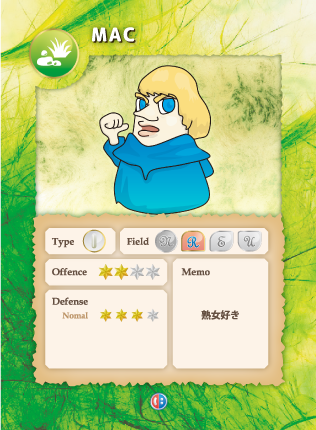 MAC
Type
Field M R E U
Offence
Memo
Defense
Nomal
熟女好き